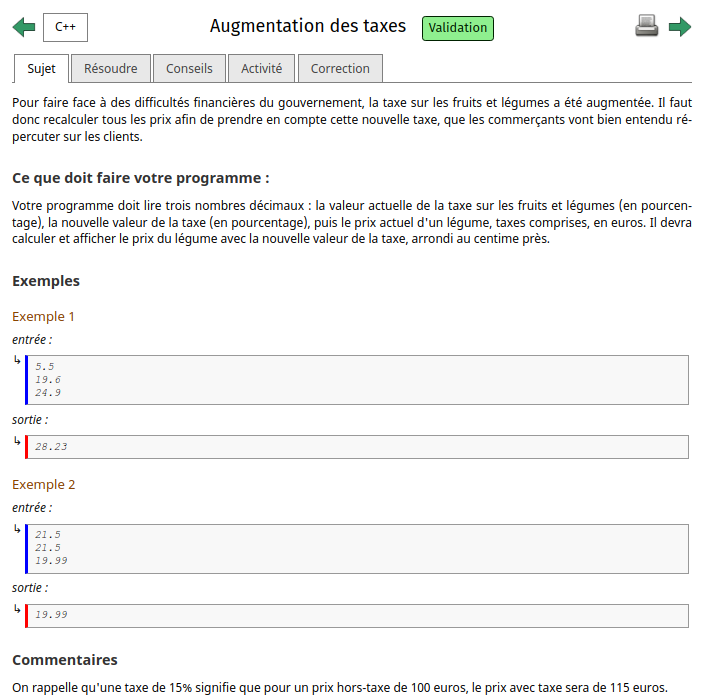 C++
Augmentation des taxes
Validation
Sujet
Résoudre
Conseils
Activité
Correction
Pour faire face à des difficultés financières du gouvernement, la taxe sur les fruits et légumes a été augmentée. Il faut
donc recalculer tous les prix afin de prendre en compte cette nouvelle taxe, que les commerçants vont bien entendu ré-
percuter sur les clients.
Ce que doit faire votre programme :
Votre programme doit lire trois nombres décimaux : la valeur actuelle de la taxe sur les fruits et légumes (en pourcen-
tage), la nouvelle valeur de la taxe (en pourcentage), puis le prix actuel d'un légume, taxes comprises, en euros. Il devra
calculer et afficher le prix du légume avec la nouvelle valeur de la taxe, arrondi au centime près.
Exemples
Exemple 1
entrée :
5.5
19.6
24.9
sortie :
28.23
Exemple 2
entrée :
21.5
21.5
19.99
sortie :
19.99
Commentaires
On rappelle qu'une taxe de 15% signifie que pour un prix hors-taxe de 100 euros, le prix avec taxe sera de 115 euros.